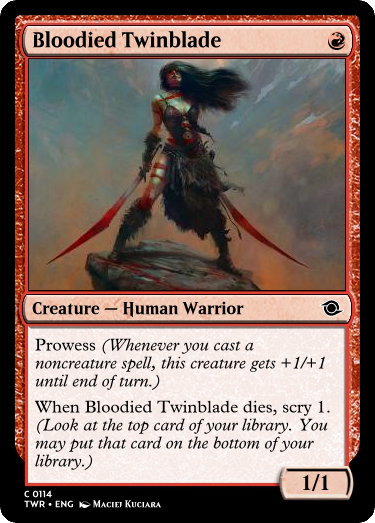 Bloodied Twinblade
Creature — Human Warrior
Prowess (Whenever you cast a
noncreature spell, this creature gets +1/+1
until end of turn.)
When Bloodied Twinblade dies, scry 1.
(Look at the top card of your library. You
may put that card on the bottom of your
library.)
1/1
C 0114
TWR • ENG Maciej Kuciara